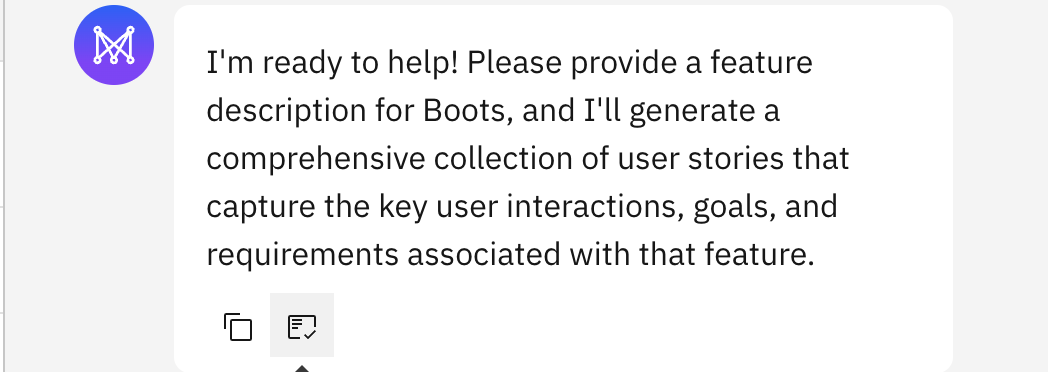 I'm ready to help! Please provide a feature
description for Boots, and I'll generate a
comprehensive collection of user stories that
capture the key user interactions, goals, and
requirements associated with that feature.